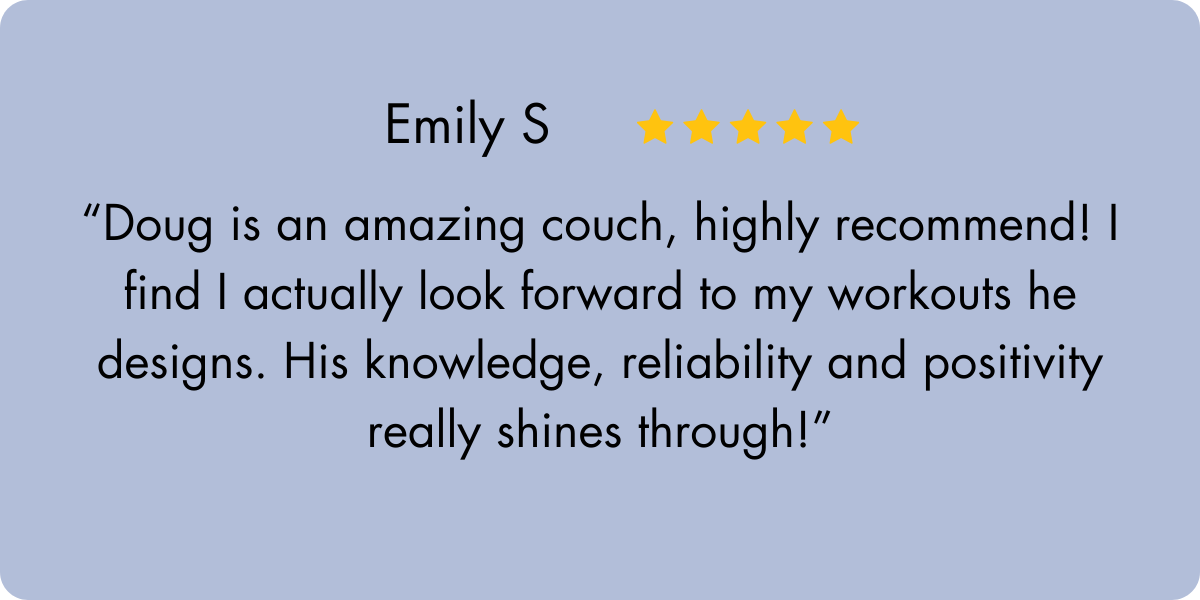 Emily S
“Doug is an amazing couch, highly recommend! I
find I actually look forward to my workouts he
designs. His knowledge, reliability and positivity
really shines through!”